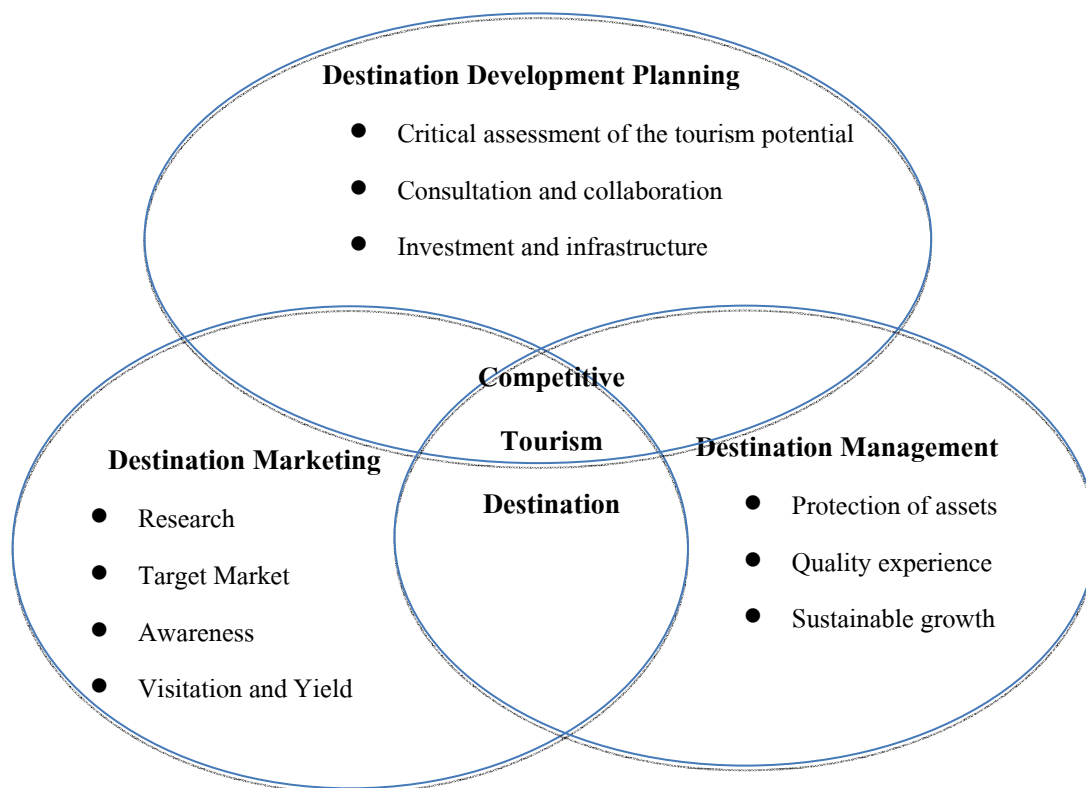 Destination Development Planning
● Critical assessment of the tourism potential
● Consultation and collaboration
● Investment and infrastructure
Competitive
Tourism
Destination
Destination Marketing
● Research
● Target Market
● Awareness
● Visitation and Yield
Destination Management
● Protection of assets
● Quality experience
● Sustainable growth